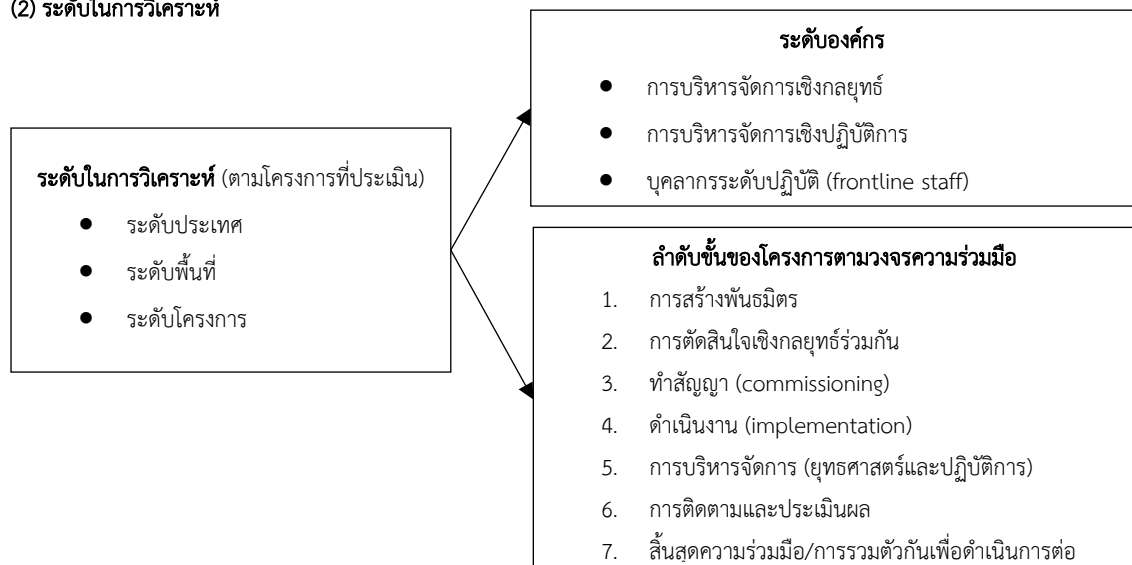 (2) ระดับในการวิเคราะห์
ระดับองค์กร
● การบริหารจัดการเชิงกลยุทธ์
● การบริหารจัดการเชิงปฏิบัติการ
● บุคลากรระดับปฏิบัติ (frontline staff)
ระดับในการวิเคราะห์ (ตามโครงการที่ประเมิน)
● ระดับประเทศ
● ระดับพื้นที่
● ระดับโครงการ
ลำดับขั้นของโครงการตามวงจรความร่วมมือ
1. การสร้างพันธมิตร
2. การตัดสินใจเชิงกลยุทธ์ร่วมกัน
3. ทำสัญญา (commissioning)
4. ดำเนินงาน (implementation)
5. การบริหารจัดการ (ยุทธศาสตร์และปฏิบัติการ)
6. การติดตามและประเมินผล
7. สิ้นสุดความร่วมมือ/การรวมตัวกันเพื่อดำเนินการต่อ